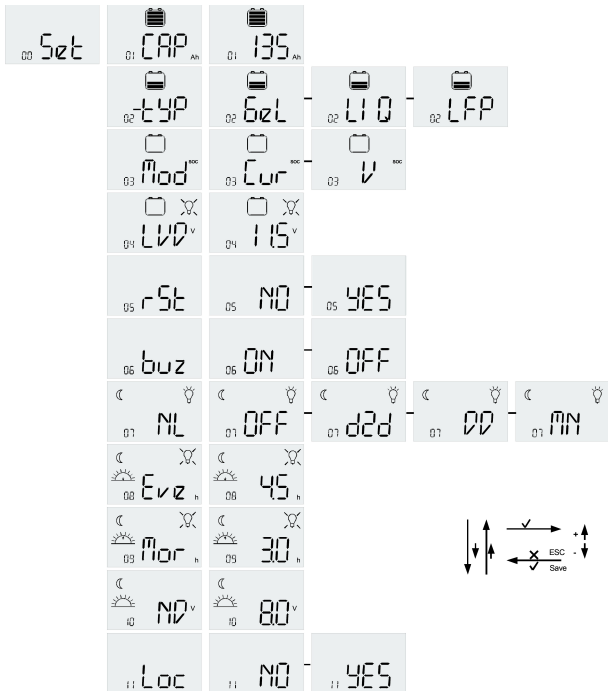 00 Set 01 CAP Ah 01 135 Ah
02 -tYP 02 GeL - 02 LIQ - 02 LFP
03 Mod SOC 03 Cur SOC - 03 V SOC
04 LVD V 04 11.5 V
05 rSt 05 NO - 05 YES
06 buz 06 ON - 06 OFF
07 NL 07 OFF - 07 d2d - 07 DD - 07 MN
08 Eve h 08 4.5 h
09 Mor h 09 3.0 h
+
ESC -
Save
10 ND V 10 8.0 V
11 Loc 11 NO - 11 YES